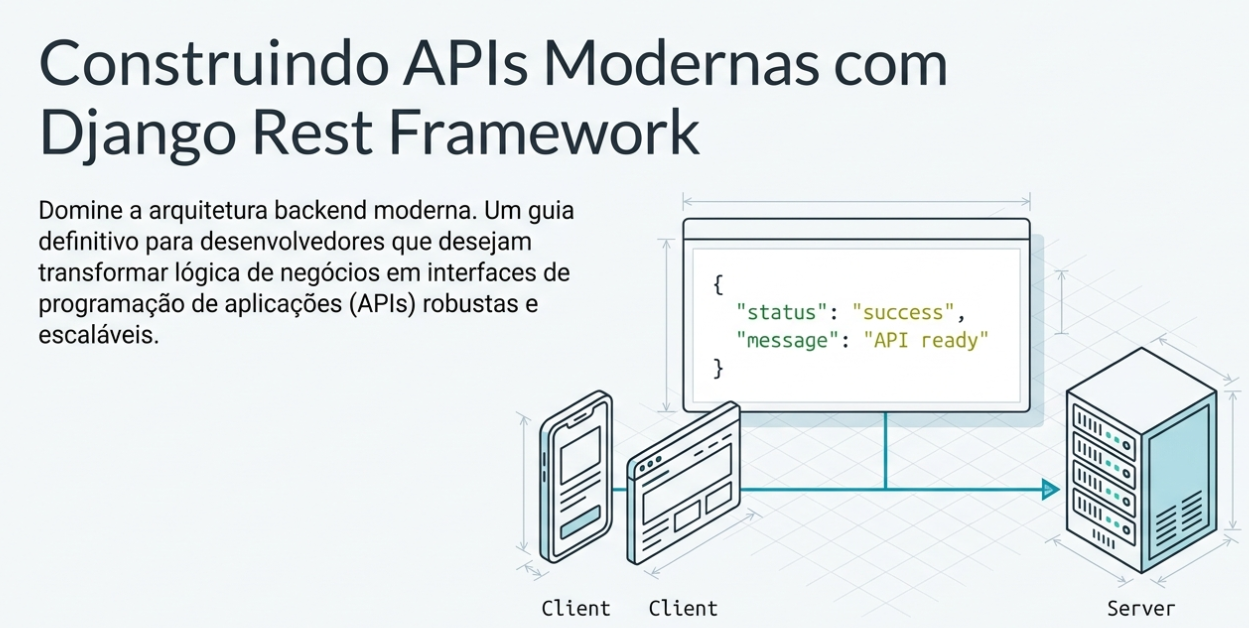 Construindo APIs Modernas com
Django Rest Framework
Domine a arquitetura backend moderna. Um guia
definitivo para desenvolvedores que desejam
transformar lógica de negócios em interfaces de
programação de aplicações (APIs) robustas e
escaláveis.
{
"status": "success",
"message": "API ready"
}
Client
Client
Server